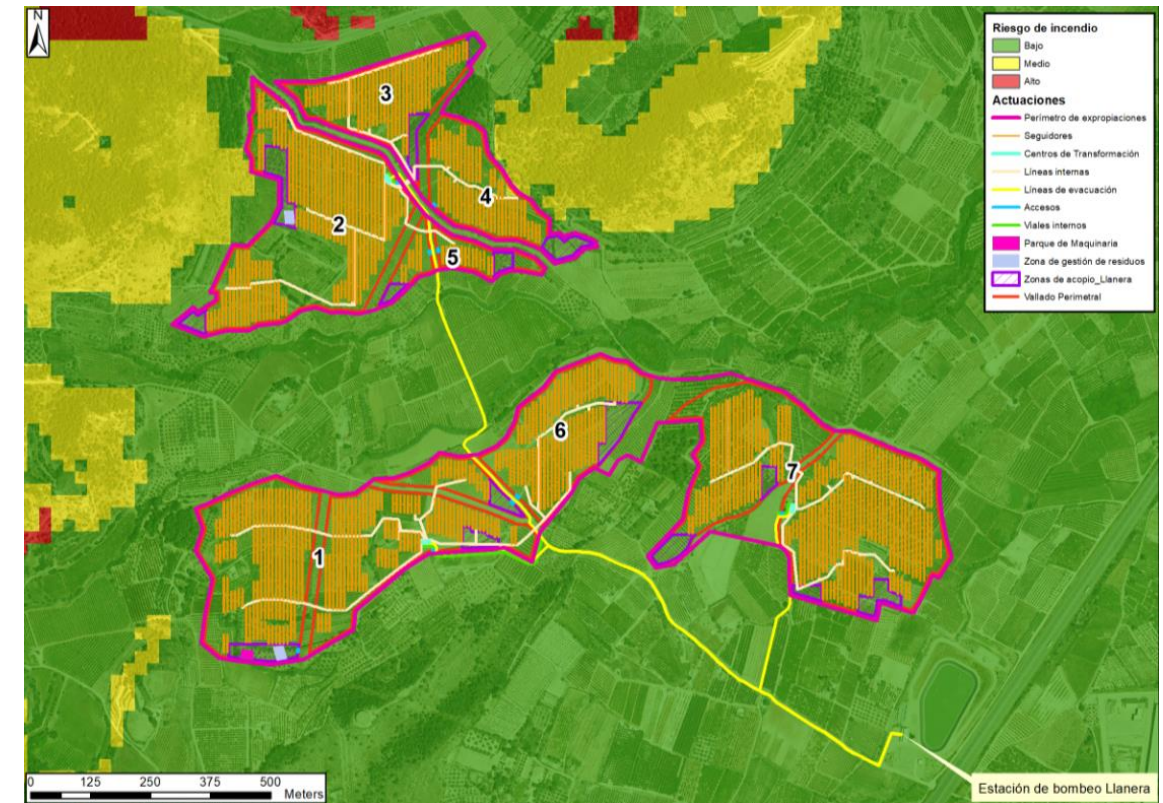 N
Riesgo de incendio
Bajo
Medio
Alto
Actuaciones
Perímetro de expropiaciones
Seguidores
Centros de Transformación
Líneas internas
Líneas de evacuación
Accesos
Viales internos
Parque de Maquinaria
Zona de gestión de residuos
Zonas de acopio_Llanera
Vallado Perimetral
3
4
2
5
6
7
1
0 125 250 375 500
Meters
Estación de bombeo Llanera